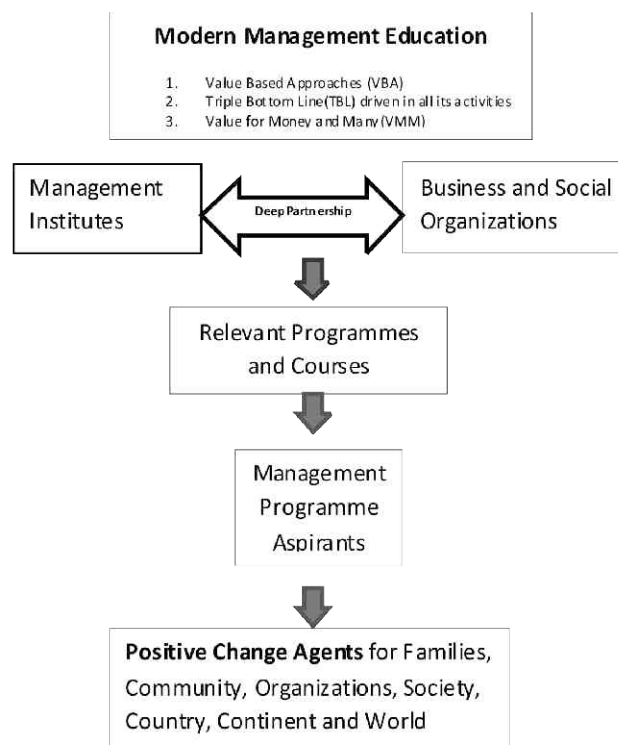 Modern Management Education
1. Value Based Approaches (VBA)
2. Triple Bottom Line(TBL) driven in all its activities
3. Value for Money and Many(VMM)
Management
Institutes
Deep Partnership
Business and Social
Organizations
Relevant Programmes
and Courses
Management
Programme
Aspirants
Positive Change Agents for Families,
Community, Organizations, Society,
Country, Continent and World